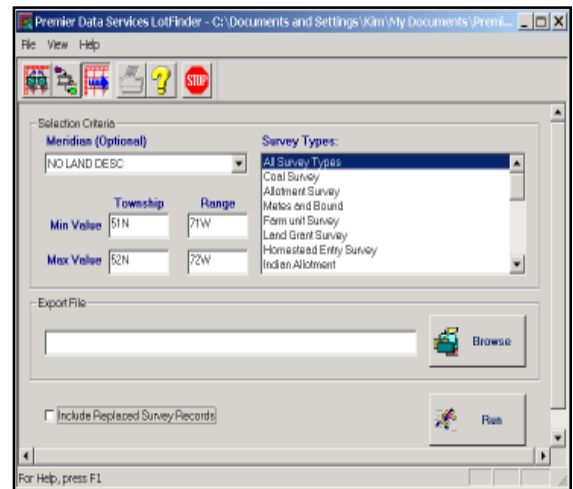 Premier Data Services LotFinder - C:\Documents and Settings\Kim\My Documents\Premi...
File View Help
STOP
Selection Criteria
Meridian (Optional)
Survey Types:
NO LAND DESC
All Survey Types
Coal Survey
Allotment Survey
Metes and Bound
Farm unit Survey
Land Grant Survey
Homestead Entry Survey
Indian Allotment
Township Range
Min Value 51N 71W
Max Value 52N 72W
Export File
Browse
Include Replaced Survey Records
Run
For Help, press F1